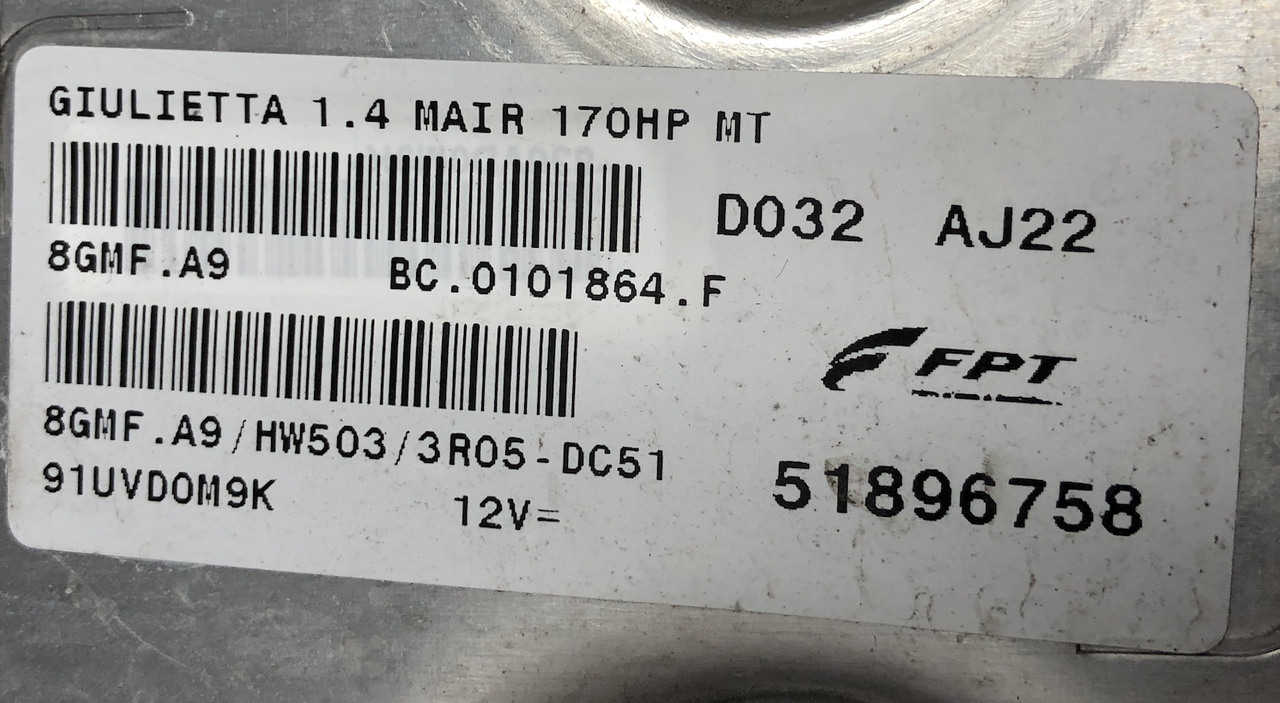 GIULIETTA 1.4 MAIR 170HP MT
D032 AJ22
8GMF.A9 BC.0101864.F
FPT
8GMF.A9/HW503/3R05-DC51
91UVD0M9K 12V=
51896758